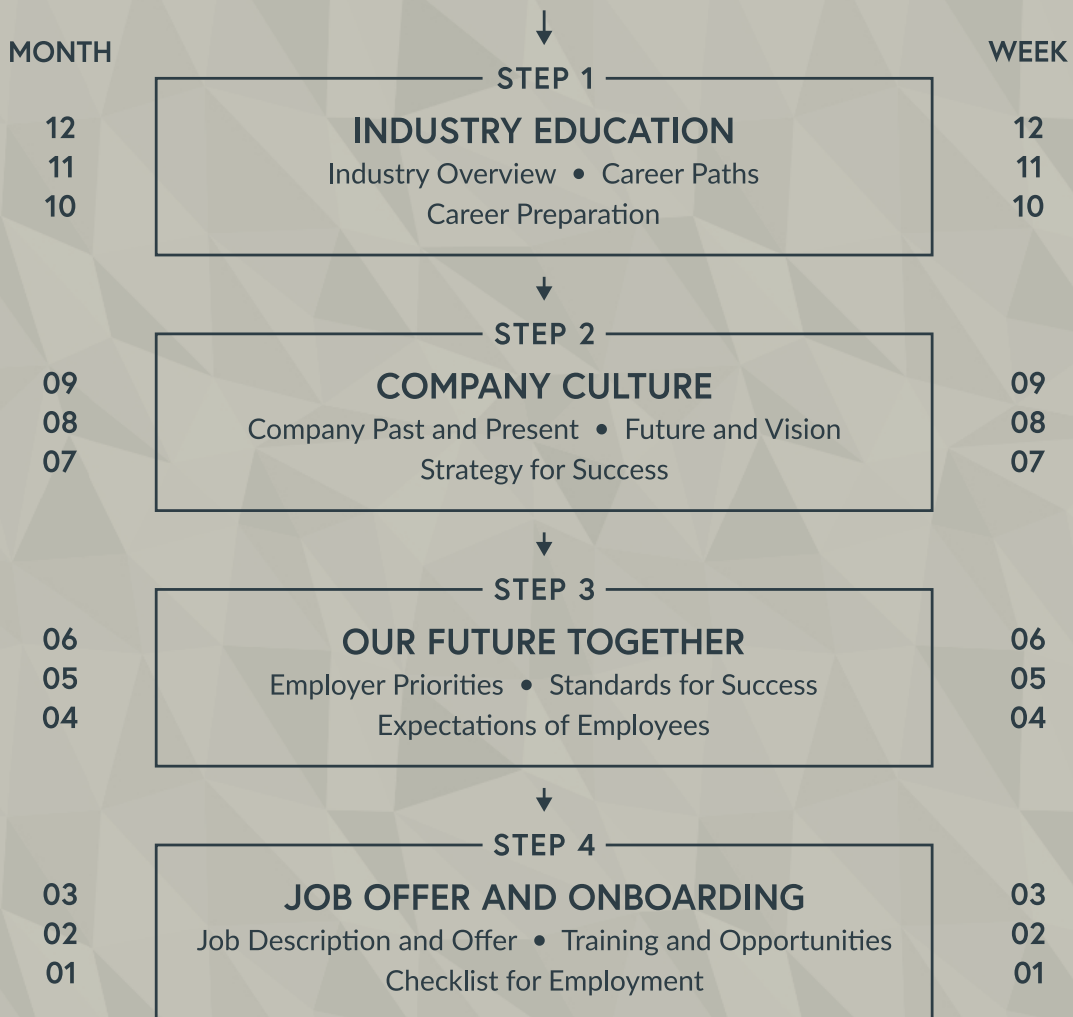 MONTH
WEEK
STEP 1
12
INDUSTRY EDUCATION
12
11
Industry Overview • Career Paths
11
10
Career Preparation
10
STEP 2
09
COMPANY CULTURE
09
08
Company Past and Present • Future and Vision
08
07
Strategy for Success
07
STEP 3
06
OUR FUTURE TOGETHER
06
05
Employer Priorities • Standards for Success
05
04
Expectations of Employees
04
STEP 4
03
JOB OFFER AND ONBOARDING
03
02
Job Description and Offer • Training and Opportunities
02
01
Checklist for Employment
01